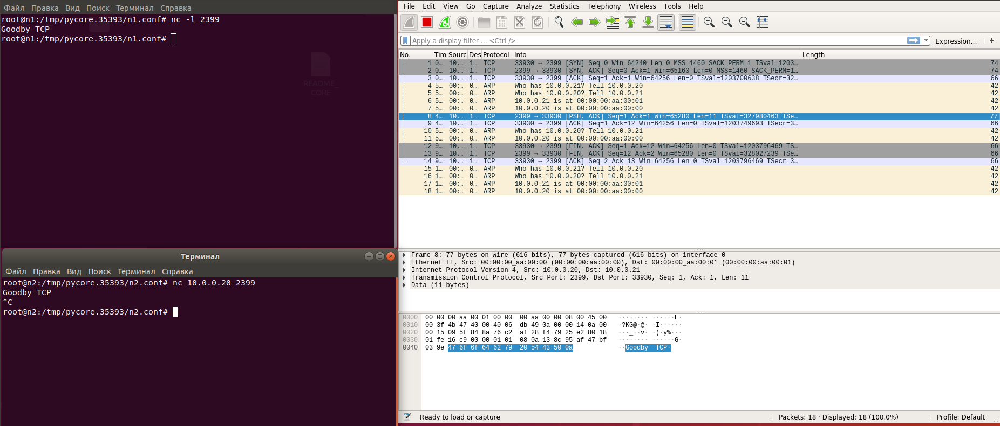 Файл Правка Вид Поиск Терминал Справка
root@n1:/tmp/pycore.35393/n1.conf# nc -l 2399
Goodby TCP
root@n1:/tmp/pycore.35393/n1.conf#
README_
CORE
Терминал
Файл Правка Вид Поиск Терминал Справка
root@n2:/tmp/pycore.35393/n2.conf# nc 10.0.0.20 2399
Goodby TCP
^C
root@n2:/tmp/pycore.35393/n2.conf#
File Edit View Go Capture Analyze Statistics Telephony Wireless Tools Help
Apply a display filter ... <Ctrl-/> Expression… +
No. Tim Sourc Des Protocol Info Length
1 0… 10.… 1… TCP 33930 → 2399 [SYN] Seq=0 Win=64240 Len=0 MSS=1460 SACK_PERM=1 TSval=1203… 74
2 0… 10.… 1… TCP 2399 → 33930 [SYN, ACK] Seq=0 Ack=1 Win=65160 Len=0 MSS=1460 SACK_PERM=1… 74
3 0… 10.… 1… TCP 33930 → 2399 [ACK] Seq=1 Ack=1 Win=64256 Len=0 TSval=1203700638 TSecr=32… 66
4 5… 00:… 0… ARP Who has 10.0.0.21? Tell 10.0.0.20 42
5 5… 00:… 0… ARP Who has 10.0.0.20? Tell 10.0.0.21 42
6 5… 00:… 0… ARP 10.0.0.21 is at 00:00:00:aa:00:01 42
7 5… 00:… 0… ARP 10.0.0.20 is at 00:00:00:aa:00:00 42
8 4… 10.… 1… TCP 2399 → 33930 [PSH, ACK] Seq=1 Ack=1 Win=65280 Len=11 TSval=327980463 TSe… 77
9 4… 10.… 1… TCP 33930 → 2399 [ACK] Seq=1 Ack=12 Win=64256 Len=0 TSval=1203749693 TSecr=3… 66
10 5… 00:… 0… ARP Who has 10.0.0.20? Tell 10.0.0.21 42
11 5… 00:… 0… ARP 10.0.0.20 is at 00:00:00:aa:00:00 42
12 9… 10.… 1… TCP 33930 → 2399 [FIN, ACK] Seq=1 Ack=12 Win=64256 Len=0 TSval=1203796469 TS… 66
13 9… 10.… 1… TCP 2399 → 33930 [FIN, ACK] Seq=12 Ack=2 Win=65280 Len=0 TSval=328027239 TSe… 66
14 9… 10.… 1… TCP 33930 → 2399 [ACK] Seq=2 Ack=13 Win=64256 Len=0 TSval=1203796469 TSecr=3… 66
15 1… 00:… 0… ARP Who has 10.0.0.21? Tell 10.0.0.20 42
16 1… 00:… 0… ARP Who has 10.0.0.20? Tell 10.0.0.21 42
17 1… 00:… 0… ARP 10.0.0.21 is at 00:00:00:aa:00:01 42
18 1… 00:… 0… ARP 10.0.0.20 is at 00:00:00:aa:00:00 42
Frame 8: 77 bytes on wire (616 bits), 77 bytes captured (616 bits) on interface 0
Ethernet II, Src: 00:00:00_aa:00:00 (00:00:00:aa:00:00), Dst: 00:00:00_aa:00:01 (00:00:00:aa:00:01)
Internet Protocol Version 4, Src: 10.0.0.20, Dst: 10.0.0.21
Transmission Control Protocol, Src Port: 2399, Dst Port: 33930, Seq: 1, Ack: 1, Len: 11
Data (11 bytes)
0000 00 00 00 aa 00 01 00 00 00 aa 00 00 08 00 45 00 ········ ······E·
0010 00 3f 4b 47 40 00 40 06 db 49 0a 00 00 14 0a 00 ·?KG@·@· ·I······
0020 00 15 09 5f 84 8a 76 c2 af 28 f4 79 25 e2 80 18 ···_··v· ·(·y%···
0030 01 fe 16 c9 00 00 01 01 08 0a 13 8c 95 af 47 bf ········ ······G·
0040 03 9e 47 6f 6f 64 62 79 20 54 43 50 0a ··Goodby TCP·
Ready to load or capture Packets: 18 · Displayed: 18 (100.0%) Profile: Default